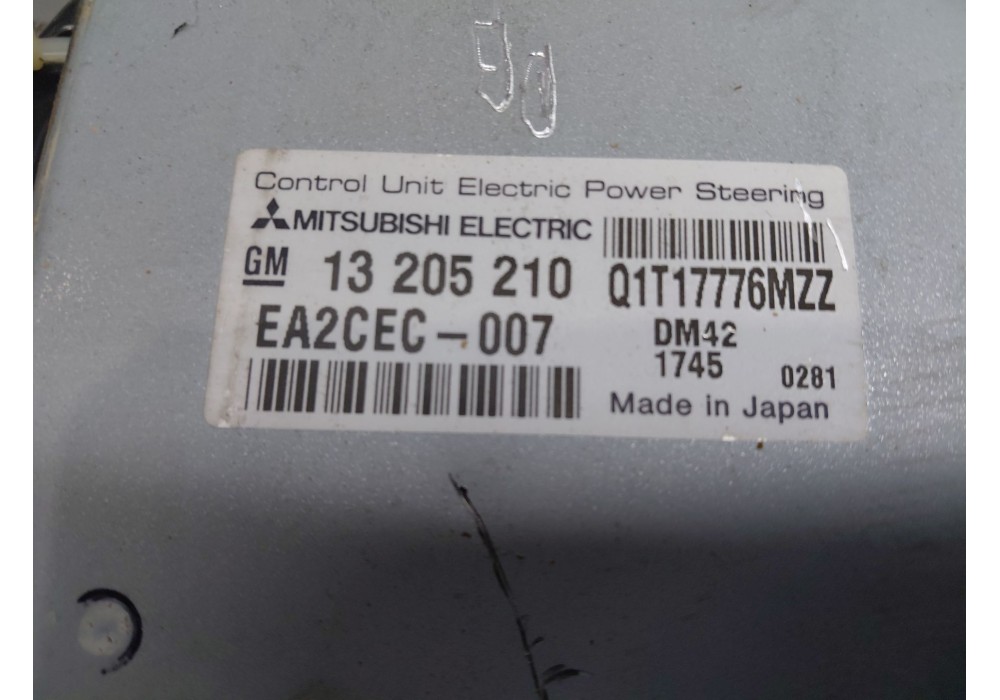 Control Unit Electric Power Steering
MITSUBISHI ELECTRIC
GM 13 205 210 Q1T17776MZZ
EA2CEC-007 DM42
1745 0281
Made in Japan